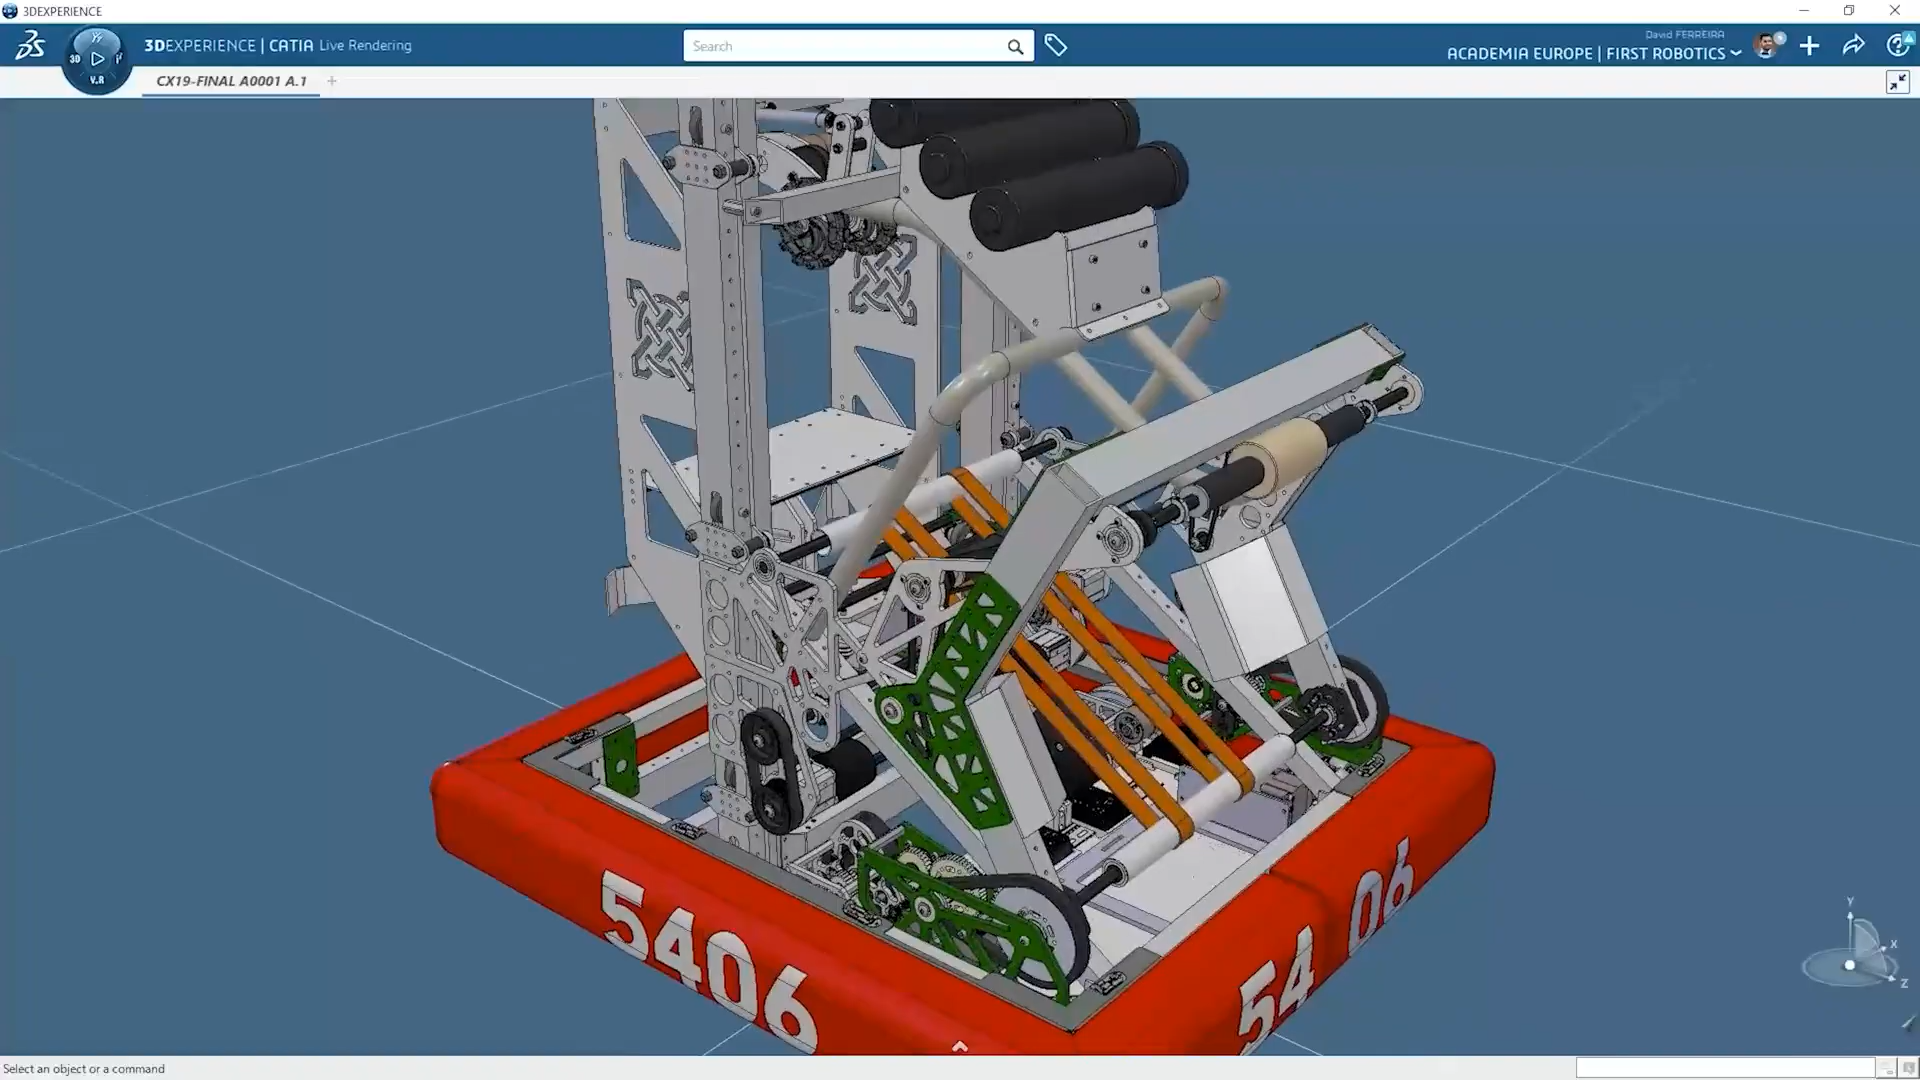 3DEXPERIENCE
3DEXPERIENCE | CATIA Live Rendering
3D
V.R
Search
David FERREIRA
ACADEMIA EUROPE | FIRST ROBOTICS
CX19-FINAL A0001 A.1
5406
54 06
Y
X
Z
Select an object or a command